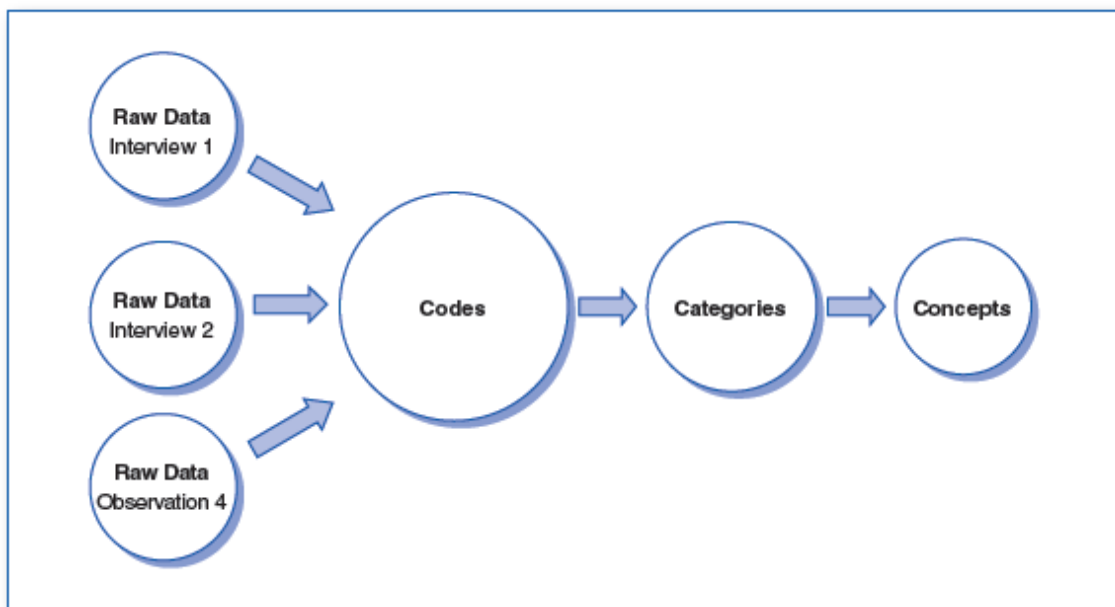 Raw Data
Interview 1
Raw Data
Interview 2
Raw Data
Observation 4
Codes
Categories
Concepts